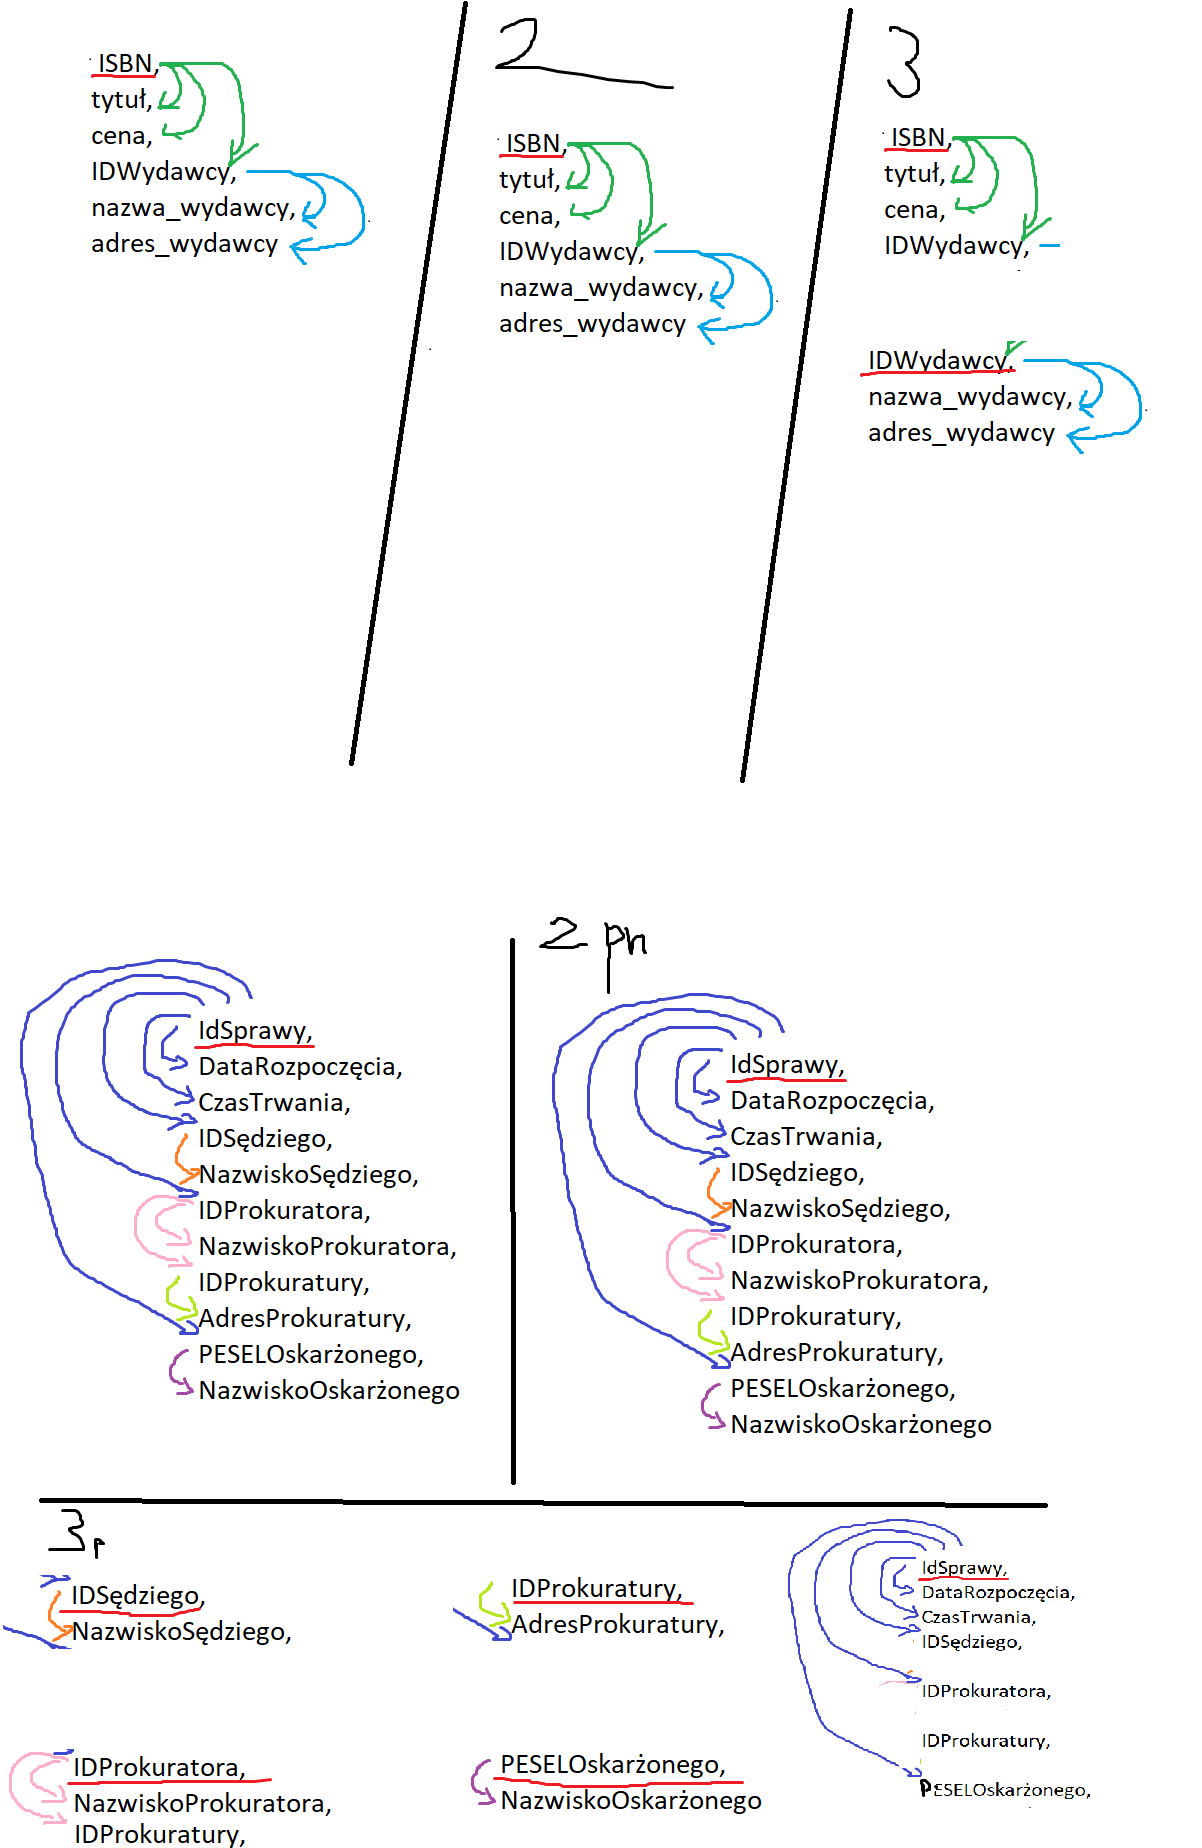 ISBN,
tytuł,
cena,
IDWydawcy,
nazwa_wydawcy,
adres_wydawcy
2
ISBN,
tytuł,
cena,
IDWydawcy,
nazwa_wydawcy,
adres_wydawcy
3
ISBN,
tytuł,
cena,
IDWydawcy,
IDWydawcy,
nazwa_wydawcy,
adres_wydawcy
IdSprawy,
DataRozpoczęcia,
CzasTrwania,
IDSędziego,
NazwiskoSędziego,
IDProkuratora,
NazwiskoProkuratora,
IDProkuratury,
AdresProkuratury,
PESELOskarżonego,
NazwiskoOskarżonego
2 pn
IdSprawy,
DataRozpoczęcia,
CzasTrwania,
IDSędziego,
NazwiskoSędziego,
IDProkuratora,
NazwiskoProkuratora,
IDProkuratury,
AdresProkuratury,
PESELOskarżonego,
NazwiskoOskarżonego
3p
IDSędziego,
NazwiskoSędziego,
IDProkuratury,
AdresProkuratury,
IdSprawy,
DataRozpoczęcia,
CzasTrwania,
IDSędziego,
IDProkuratora,
IDProkuratury,
PESELOskarżonego,
IDProkuratora,
NazwiskoProkuratora,
IDProkuratury,
PESELOskarżonego,
NazwiskoOskarżonego